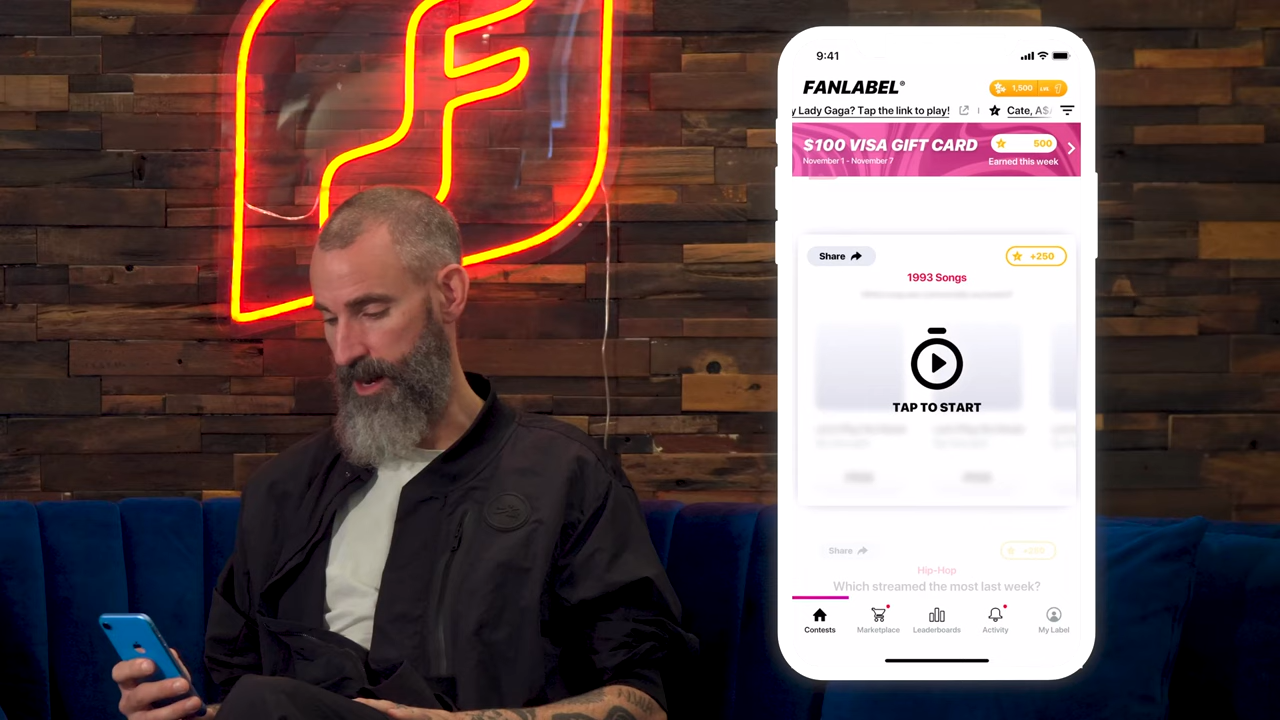 9:41
FANLABEL®
1,500
y Lady Gaga? Tap the link to play!
Cate, A$
$100 VISA GIFT CARD
500
November 1 - November 7
Earned this week
Share
+250
1993 Songs
TAP TO START
Share
Hip-Hop
Which streamed the most last week?
Contests
Marketplace
Leaderboards
Activity
My Label